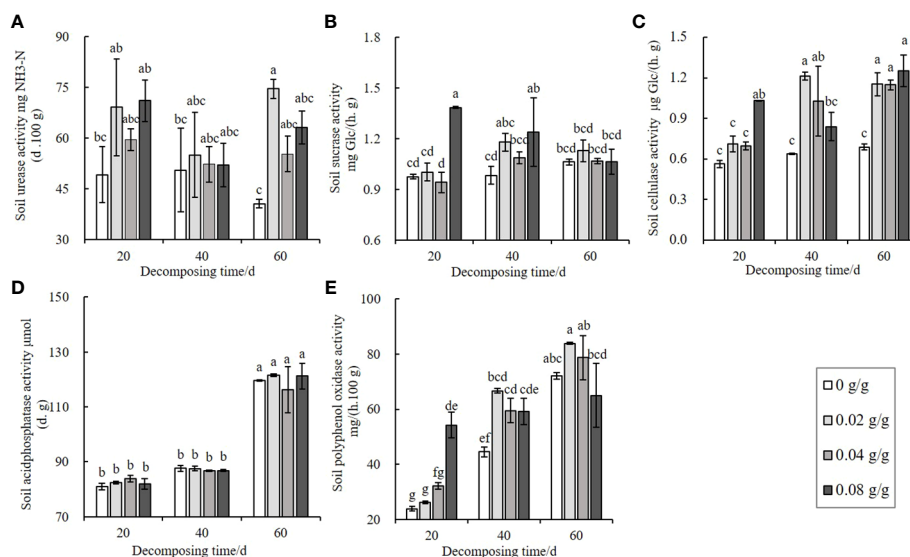 A
Soil urease activity mg NH3-N
(d .100g)
90
75
60
45
30
bc
ab
abc
ab
bc
abc
abc
abc
c
a
abc
abc
20
40
60
Decomposing time/d
B
Soil sucrase activity
mg Glc/(h. g)
1.8
1.4
1.3
0.9
0.6
cd
cd
d
a
cd
abc
bcd
ab
bcd
bcd
bcd
bcd
20
40
60
Decomposing time/d
C
Soil cellulase activity µg Glc/(h. g)
1.5
1.2
0.9
0.6
0.3
0.0
c
c
c
ab
c
a
ab
bc
c
a
a
a
20
40
60
Decomposing time/d
D
Soil acidphosphatase activity µmol
(d. g)
150
130
110
90
70
b
b
b
b
b
b
b
b
a
a
a
a
20
40
60
Decomposing time/d
E
Soil polyphenol oxidase activity
mg/(h.100 g)
100
80
60
40
20
g
g
fg
de
ef
bcd
cd
cde
abc
a
ab
bcd
20
40
60
Decomposing time/d
0 g/g
0.02 g/g
0.04 g/g
0.08 g/g